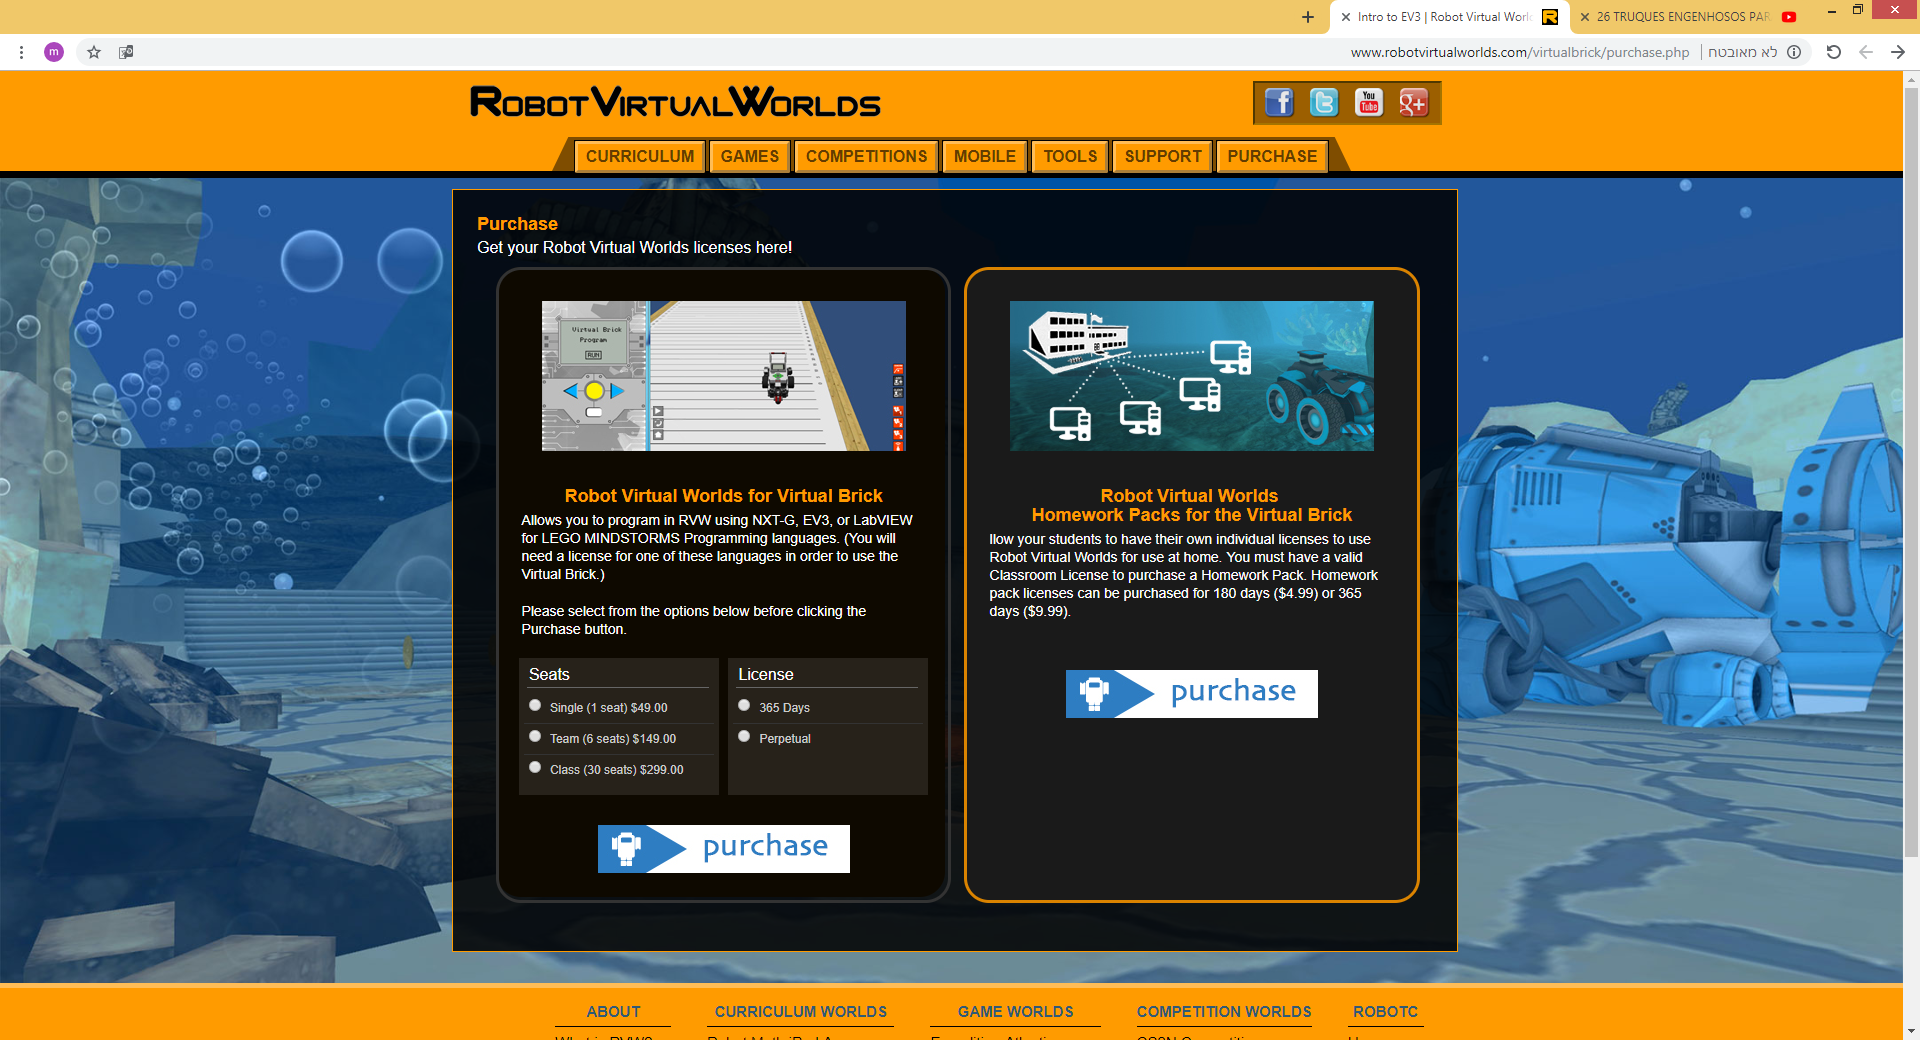 Intro to EV3 | Robot Virtual Worl
26 TRUQUES ENGENHOSOS PAR
m
www.robotvirtualworlds.com/virtualbrick/purchase.php
לא מאובטח
ROBOTVIRTUALWORLDS
You Tube
g+
CURRICULUM
GAMES
COMPETITIONS
MOBILE
TOOLS
SUPPORT
PURCHASE
Purchase
Get your Robot Virtual Worlds licenses here!
Virtual Brick
Program
RUN
Robot Virtual Worlds for Virtual Brick
Allows you to program in RVW using NXT-G, EV3, or LabVIEW
for LEGO MINDSTORMS Programming languages. (You will
need a license for one of these languages in order to use the
Virtual Brick.)
Please select from the options below before clicking the
Purchase button.
Seats
Single (1 seat) $49.00
Team (6 seats) $149.00
Class (30 seats) $299.00
License
365 Days
Perpetual
purchase
Robot Virtual Worlds
Homework Packs for the Virtual Brick
llow your students to have their own individual licenses to use
Robot Virtual Worlds for use at home. You must have a valid
Classroom License to purchase a Homework Pack. Homework
pack licenses can be purchased for 180 days ($4.99) or 365
days ($9.99).
purchase
ABOUT
CURRICULUM WORLDS
GAME WORLDS
COMPETITION WORLDS
ROBOTC